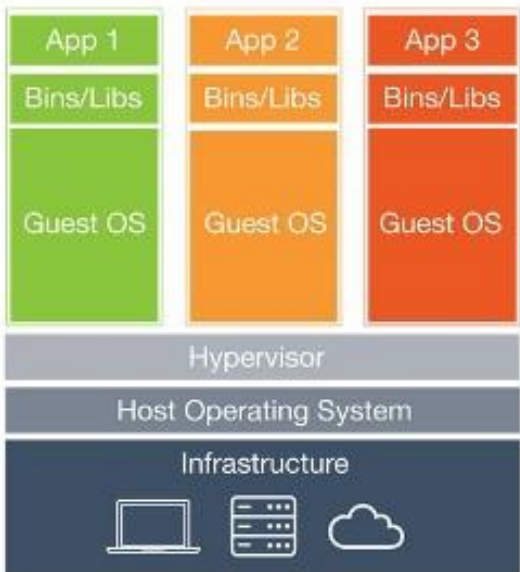 App 1
App 2
App 3
Bins/Libs
Bins/Libs
Bins/Libs
Guest OS
Guest OS
Guest OS
Hypervisor
Host Operating System
Infrastructure